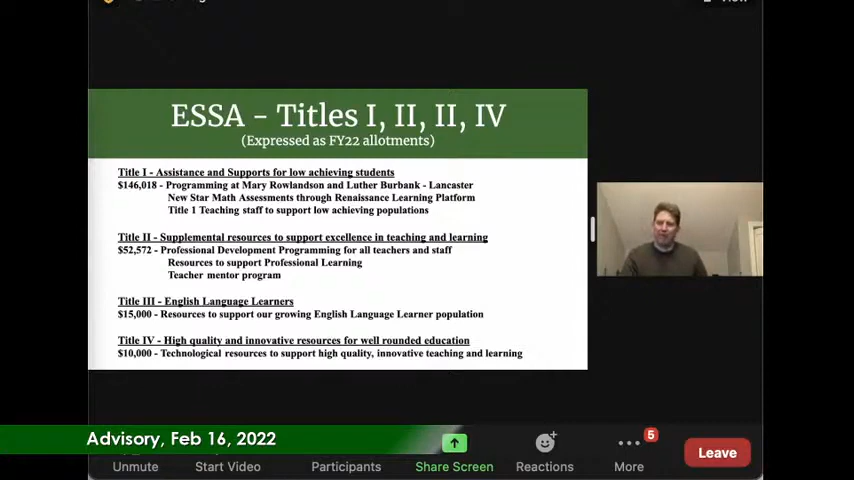 ESSA - Titles I, II, II, IV
(Expressed as FY22 allotments)
Title I - Assistance and Supports for low achieving students
$146,018 - Programming at Mary Rowlandson and Luther Burbank - Lancaster
New Star Math Assessments through Renaissance Learning Platform
Title 1 Teaching staff to support low achieving populations
Title II - Supplemental resources to support excellence in teaching and learning
$52,572 - Professional Development Programming for all teachers and staff
Resources to support Professional Learning
Teacher mentor program
Title III - English Language Learners
$15,000 - Resources to support our growing English Language Learner population
Title IV - High quality and innovative resources for well rounded education
$10,000 - Technological resources to support high quality, innovative teaching and learning
Advisory, Feb 16, 2022
5
Unmute Start Video Participants Share Screen Reactions More Leave